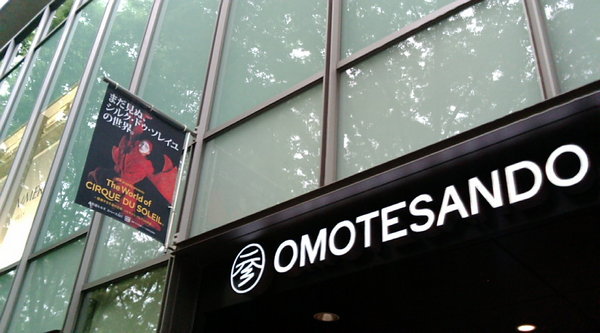 まだ見ぬ、
シルク・ドゥ・ソレイユ
の世界。
The World of
CIRQUE DU SOLEIL
OMOTESANDO